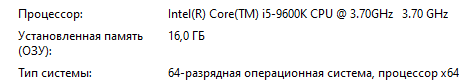 Процессор: Intel(R) Core(TM) i5-9600K CPU @ 3.70GHz 3.70 GHz
Установленная память 16,0 ГБ
(ОЗУ):
Тип системы: 64-разрядная операционная система, процессор x64